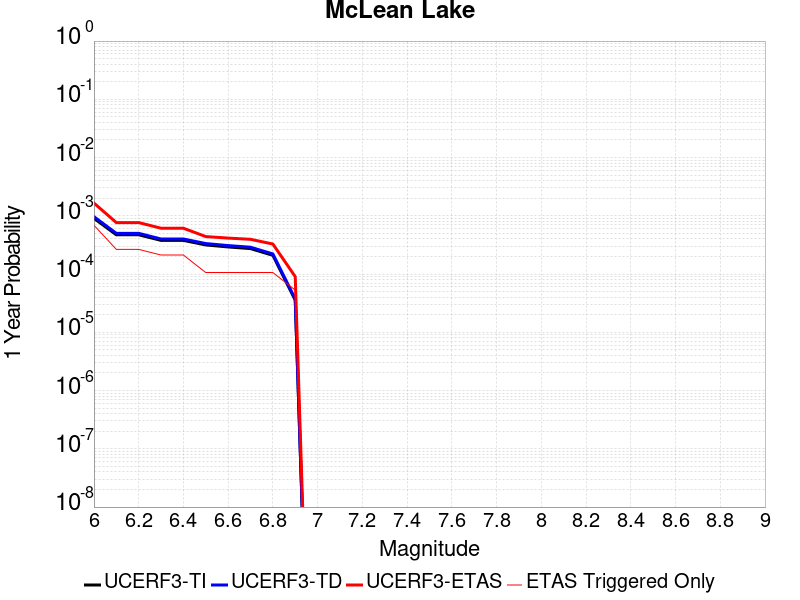 McLean Lake
1 Year Probability
10^0
10^-1
10^-2
10^-3
10^-4
10^-5
10^-6
10^-7
10^-8
6 6.2 6.4 6.6 6.8 7 7.2 7.4 7.6 7.8 8 8.2 8.4 8.6 8.8 9
Magnitude
UCERF3-TI UCERF3-TD UCERF3-ETAS ETAS Triggered Only